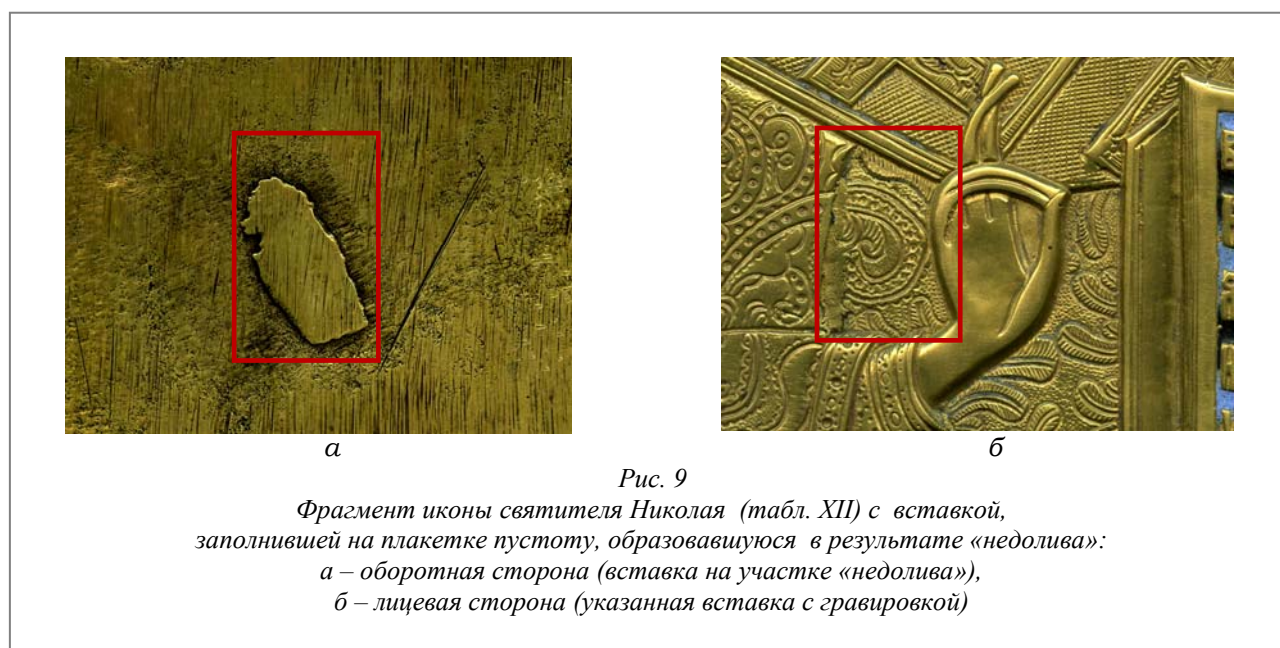 а
б
Рис. 9
Фрагмент иконы святителя Николая (табл. XII) с вставкой,
заполнившей на плакетке пустоту, образовавшуюся в результате «недолива»:
а – оборотная сторона (вставка на участке «недолива»),
б – лицевая сторона (указанная вставка с гравировкой)